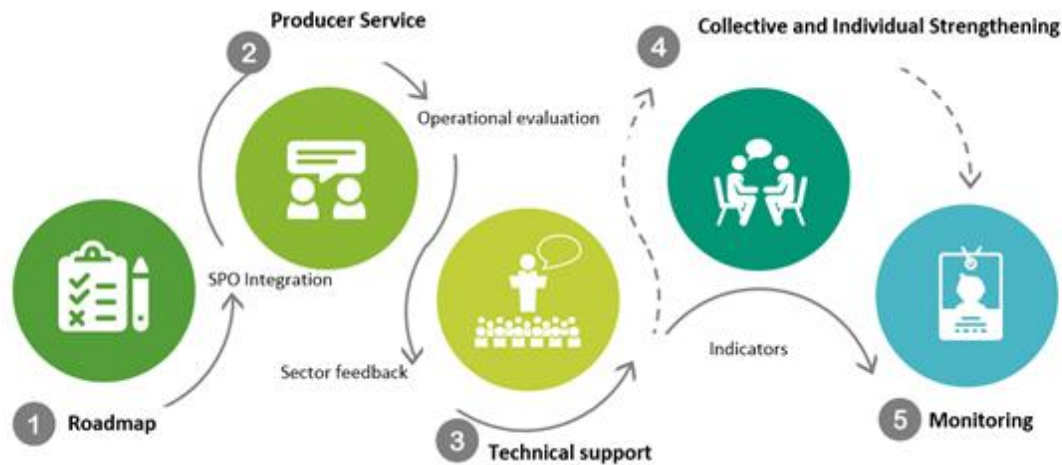 Producer Service
2
4
Collective and Individual Strengthening
Operational evaluation
SPO Integration
Sector feedback
Indicators
1
Roadmap
3
Technical support
5
Monitoring